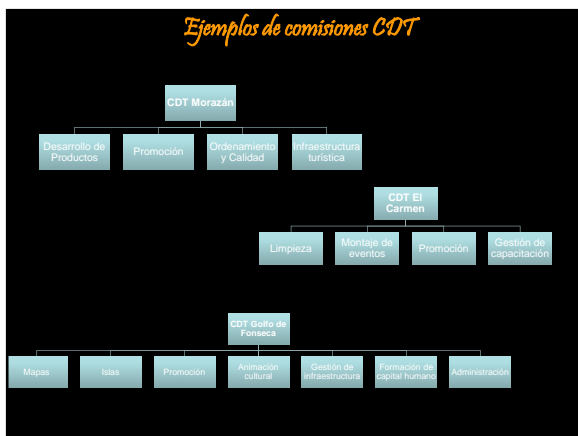 Ejemplos de comisiones CDT
CDT Morazán
Desarrollo de
Productos
Promoción
Ordenamiento
y Calidad
Infraestructura
turística
CDT El
Carmen
Limpieza
Montaje de
eventos
Promoción
Gestión de
capacitación
CDT Golfo de
Fonseca
Mapas
Islas
Promoción
Animación
cultural
Gestión de
infraestructura
Formación de
capital humano
Administración